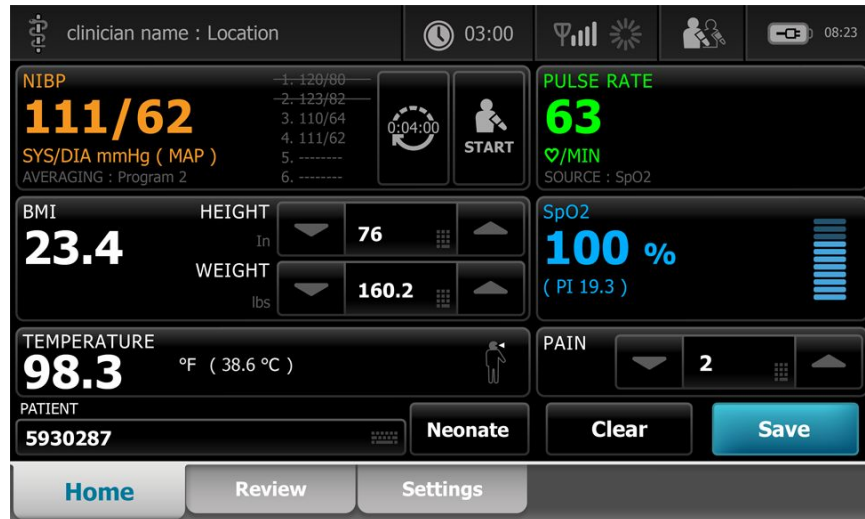 clinician name : Location
03:00
08:23
NIBP
111/62
SYS/DIA mmHg ( MAP )
AVERAGING : Program 2
1. 120/80
2. 123/82
3. 110/64
4. 111/62
5. --------
6. --------
0:04:00
START
PULSE RATE
63
♡/MIN
SOURCE : SpO2
BMI
23.4
HEIGHT
In
76
WEIGHT
lbs
160.2
SpO2
100 %
( PI 19.3 )
TEMPERATURE
98.3 ºF ( 38.6 ºC )
PAIN
2
PATIENT
5930287
Neonate
Clear
Save
Home
Review
Settings